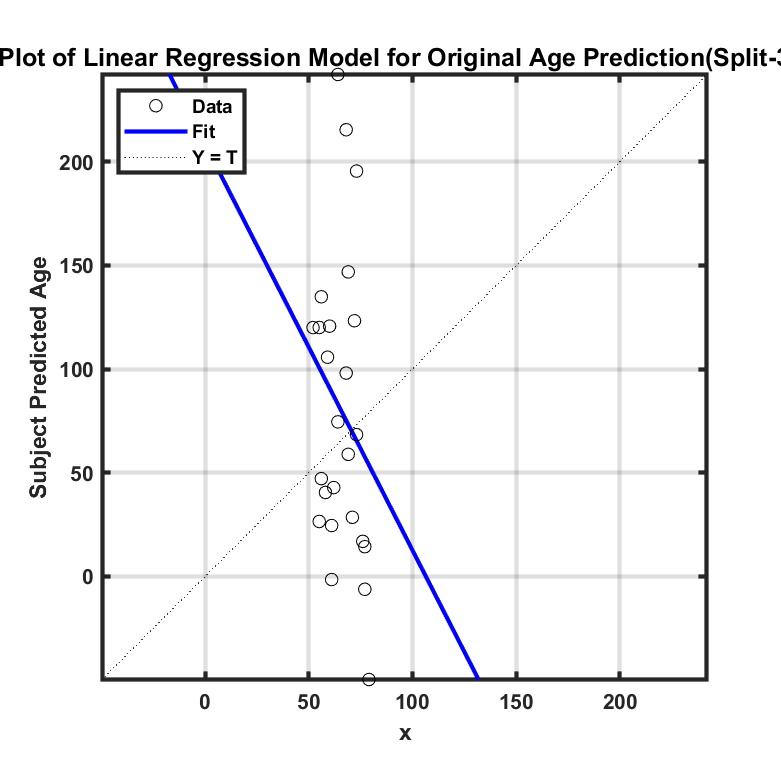 Plot of Linear Regression Model for Original Age Prediction(Split-3
Data
Fit
Y = T
Subject Predicted Age
200
150
100
50
0
0 50 100 150 200
x